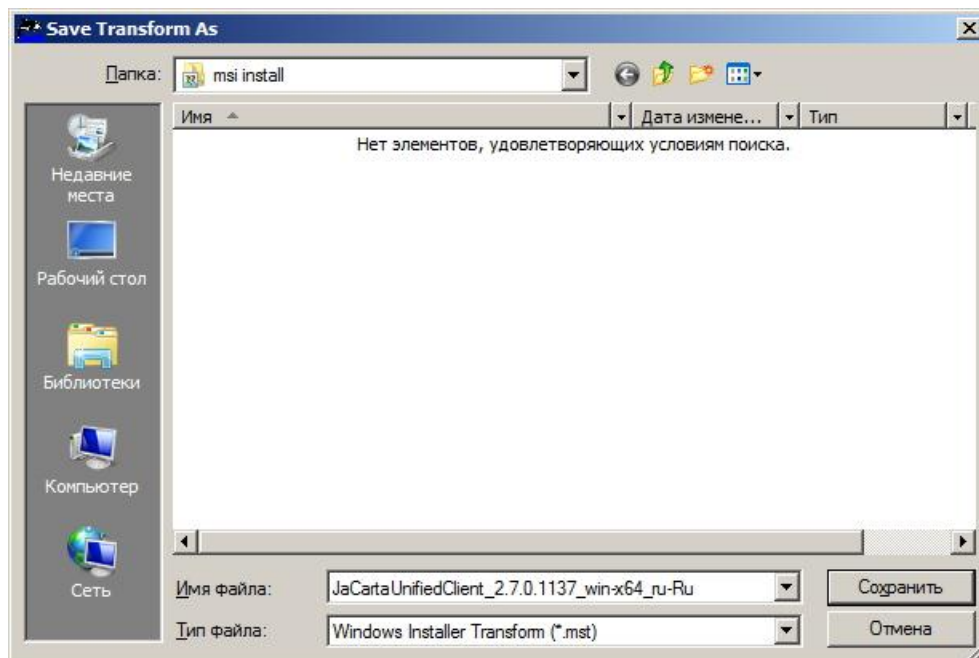 Save Transform As
Папка: msi install
Имя Дата измене... Тип
Нет элементов, удовлетворяющих условиям поиска.
Недавние
места
Рабочий стол
Библиотеки
Компьютер
Сеть
Имя файла: JaCartaUnifiedClient_2.7.0.1137_win-x64_ru-Ru Сохранить
Тип файла: Windows Installer Transform (*.mst) Отмена